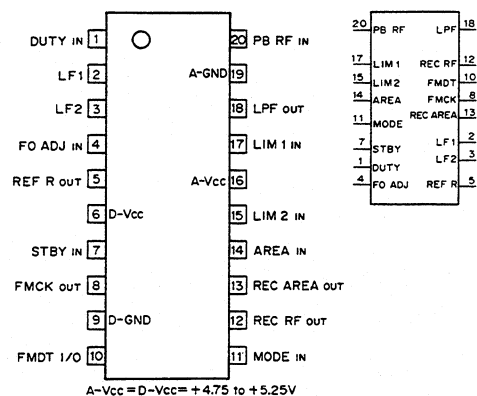 DUTY IN 1
LF1 2
LF2 3
FO ADJ IN 4
REF R OUT 5
6 D-Vcc
STBY IN 7
FMCK OUT 8
9 D-GND
FMDT I/O 10
20 PB RF IN
A-GND 19
18 LPF OUT
17 LIM 1 IN
A-Vcc 16
15 LIM 2 IN
14 AREA IN
13 REC AREA OUT
12 REC RF OUT
11 MODE IN
A-Vcc = D-Vcc = +4.75 to +5.25V
20 PB RF LPF 18
17 LIM1 REC RF 12
15 LIM2 FMDT 10
14 AREA FMCK 8
REC AREA 13
11 MODE
LF1 2
7 STBY
LF2 3
1 DUTY
4 FO ADJ REF R 5